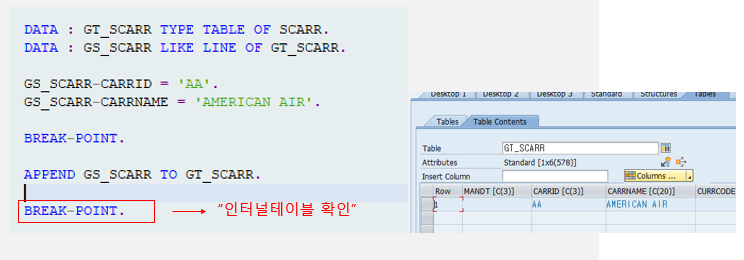 DATA : GT_SCARR TYPE TABLE OF SCARR.
DATA : GS_SCARR LIKE LINE OF GT_SCARR.
GS_SCARR-CARRID = 'AA'.
GS_SCARR-CARRNAME = 'AMERICAN AIR'.
BREAK-POINT.
APPEND GS_SCARR TO GT_SCARR.
BREAK-POINT.
"인터널테이블 확인"
Desktop 1 Desktop 2 Desktop 3 Standard Structures Tables
Tables Table Contents
Table GT_SCARR
Attributes Standard [1x6(578)]
Insert Column Columns ...
Row MANDT [C(3)] CARRID [C(3)] CARRNAME [C(20)] CURRCODE
1 AA AMERICAN AIR